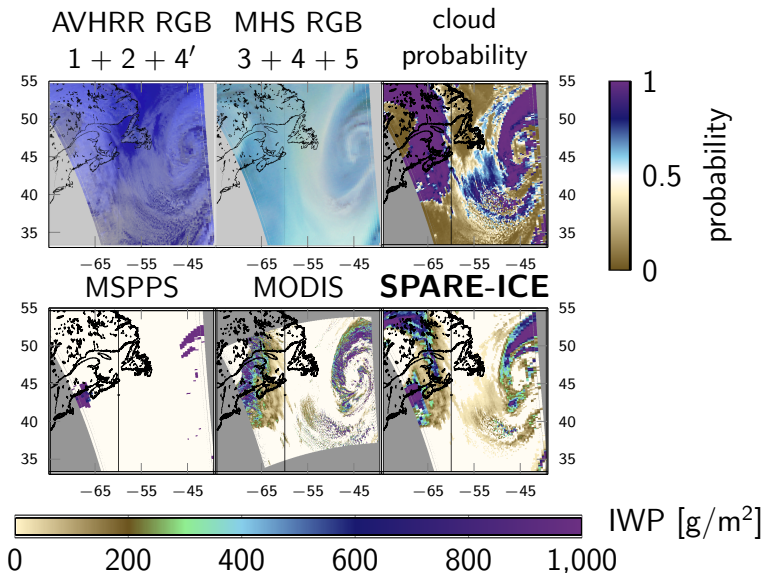 AVHRR RGB
1 + 2 + 4′
MHS RGB
3 + 4 + 5
cloud
probability
55
50
45
40
35
−65 −55 −45
−65 −55 −45
−65 −55 −45
55
50
45
40
35
1
0.5
0
probability
MSPPS
MODIS
SPARE-ICE
55
50
45
40
35
−65 −55 −45
−65 −55 −45
−65 −55 −45
55
50
45
40
35
0 200 400 600 800 1,000
IWP [g/m²]